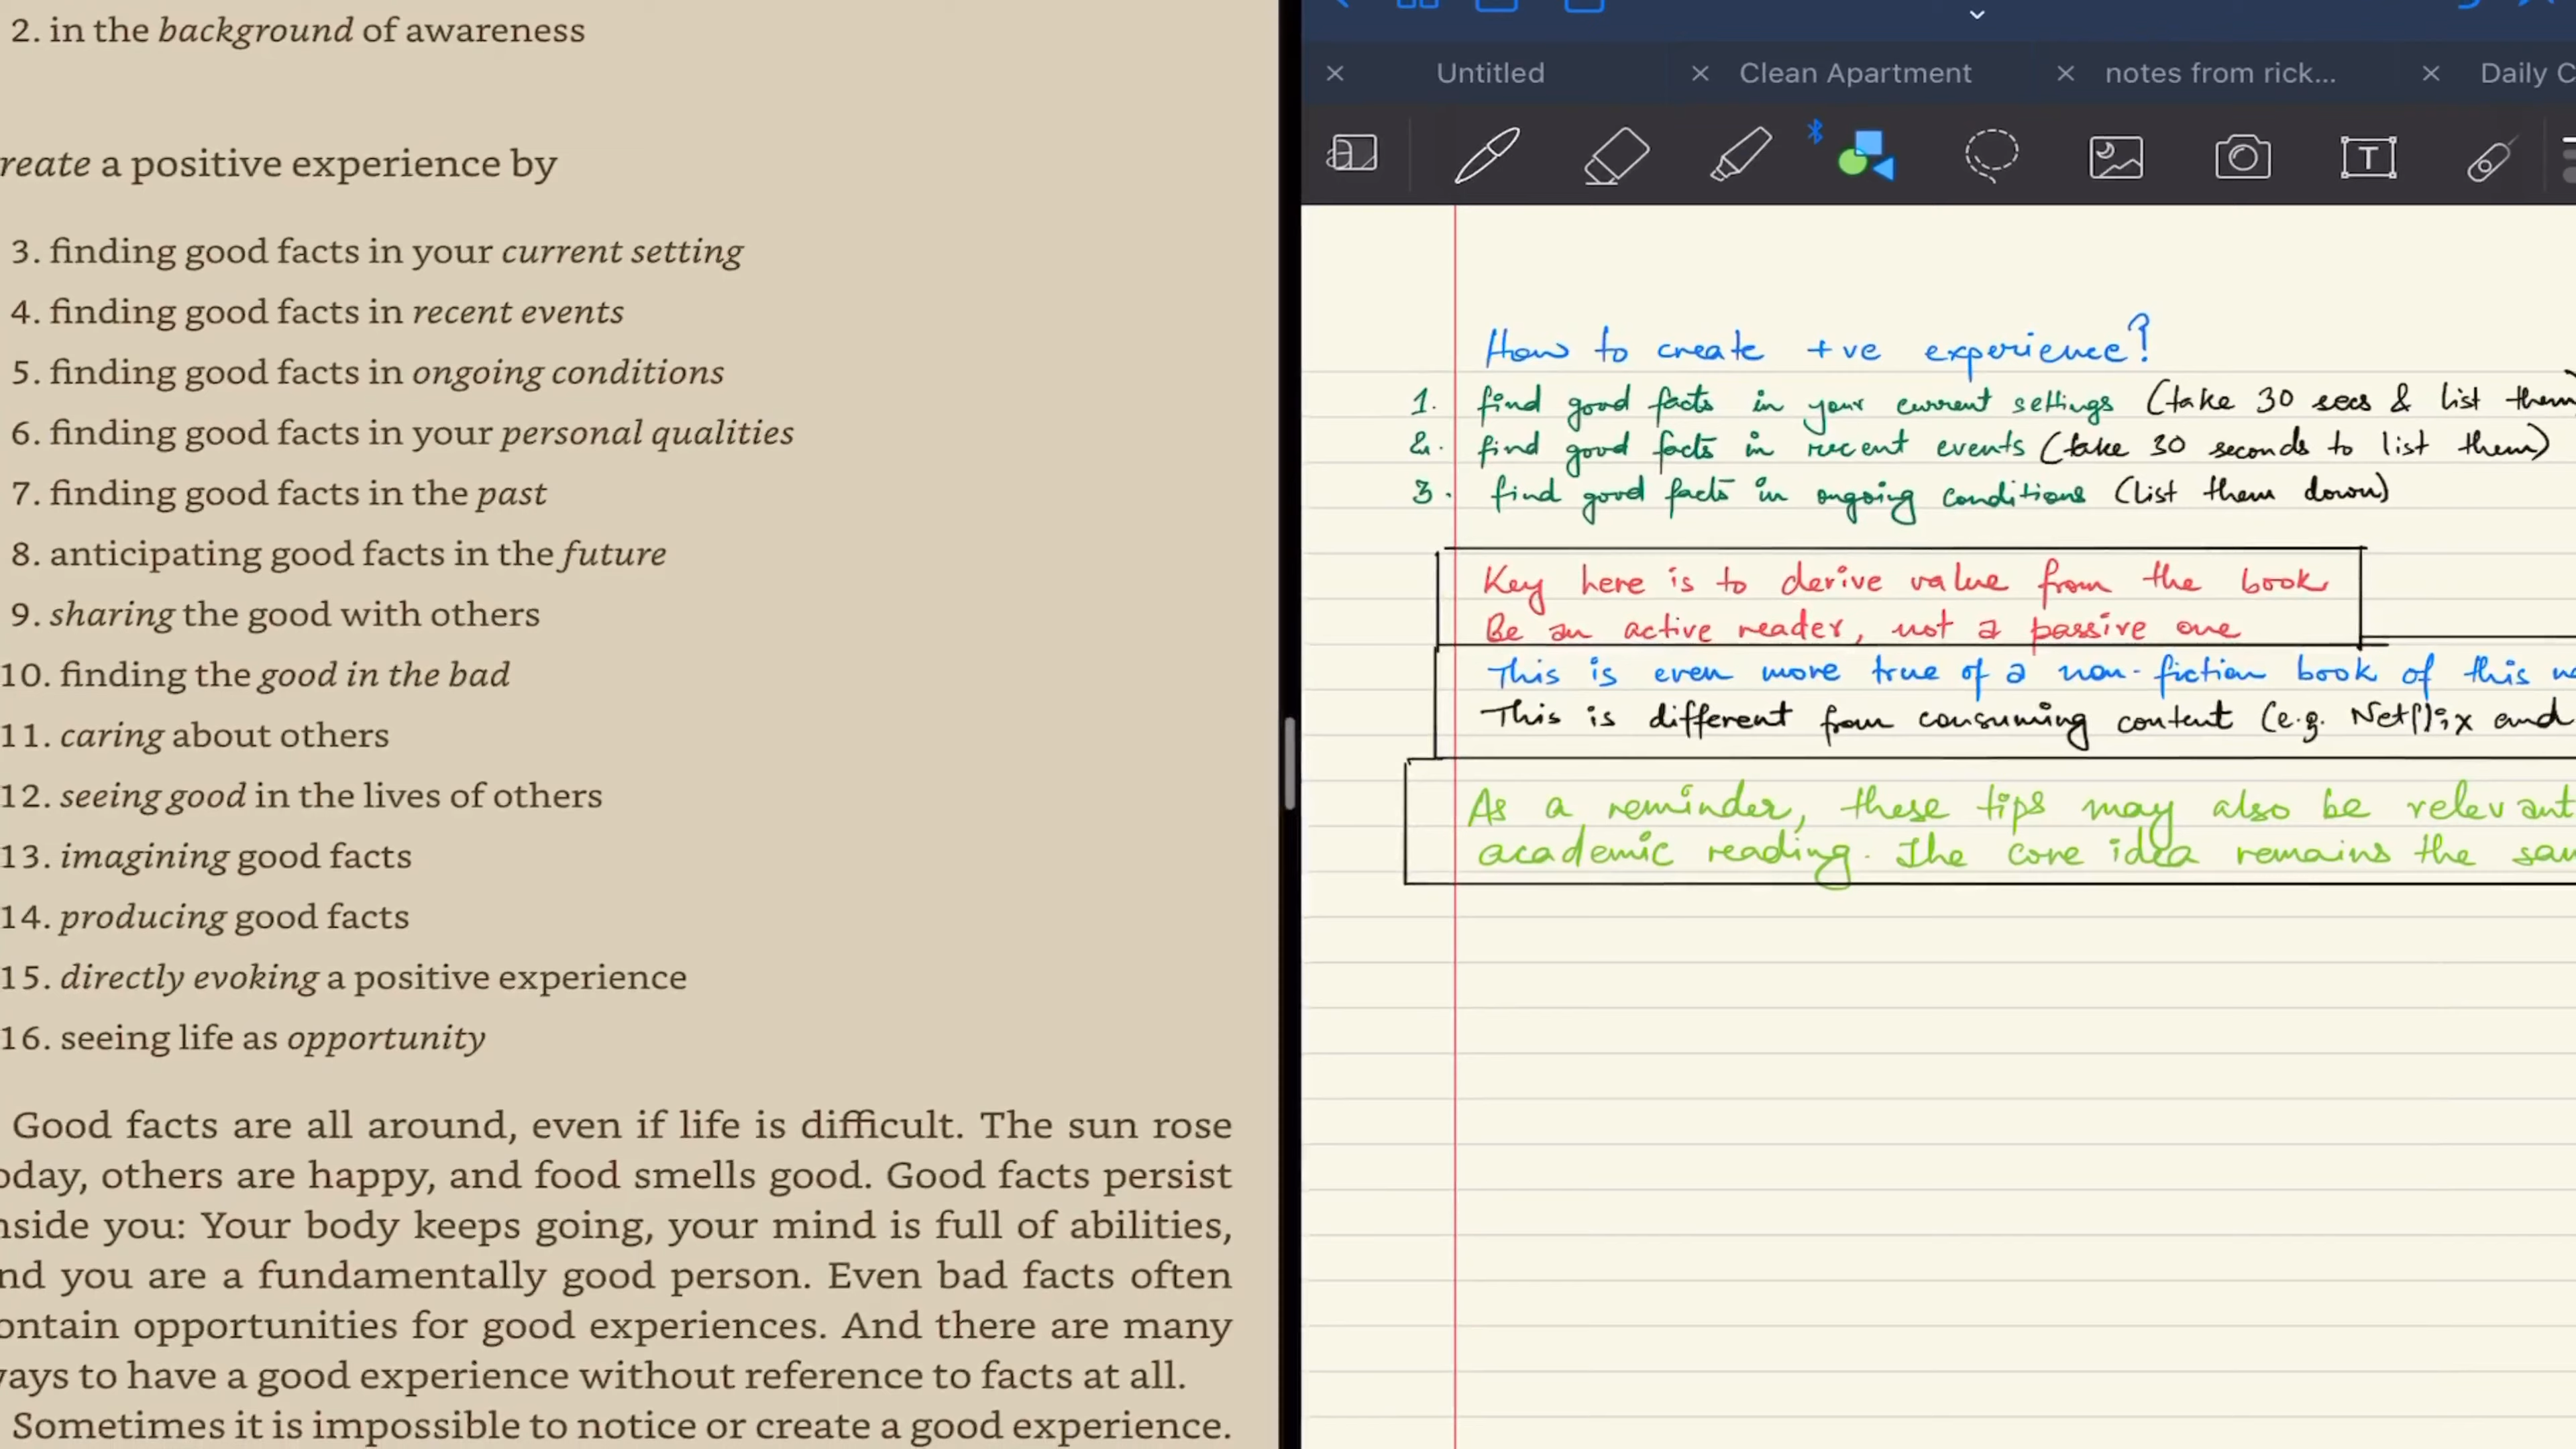 2. in the background of awareness
reate a positive experience by
3. finding good facts in your current setting
4. finding good facts in recent events
5. finding good facts in ongoing conditions
6. finding good facts in your personal qualities
7. finding good facts in the past
8. anticipating good facts in the future
9. sharing the good with others
10. finding the good in the bad
11. caring about others
12. seeing good in the lives of others
13. imagining good facts
14. producing good facts
15. directly evoking a positive experience
16. seeing life as opportunity
Good facts are all around, even if life is difficult. The sun rose
oday, others are happy, and food smells good. Good facts persist
nside you: Your body keeps going, your mind is full of abilities,
nd you are a fundamentally good person. Even bad facts often
ontain opportunities for good experiences. And there are many
ways to have a good experience without reference to facts at all.
Sometimes it is impossible to notice or create a good experience.
Untitled
Clean Apartment
notes from rick...
Daily C
T
How to create +ve experience?
1. find good facts in your current settings (take 30 secs & list them)
2. find good facts in recent events (take 30 seconds to list them)
3. find good facts in ongoing conditions (list them down)
Key here is to derive value from the book
Be an active reader, not a passive one
This is even more true of a non-fiction book of this
This is different from consuming content (e.g. Netflix and
As a reminder, these tips may also be relevant
academic reading. The core idea remains the